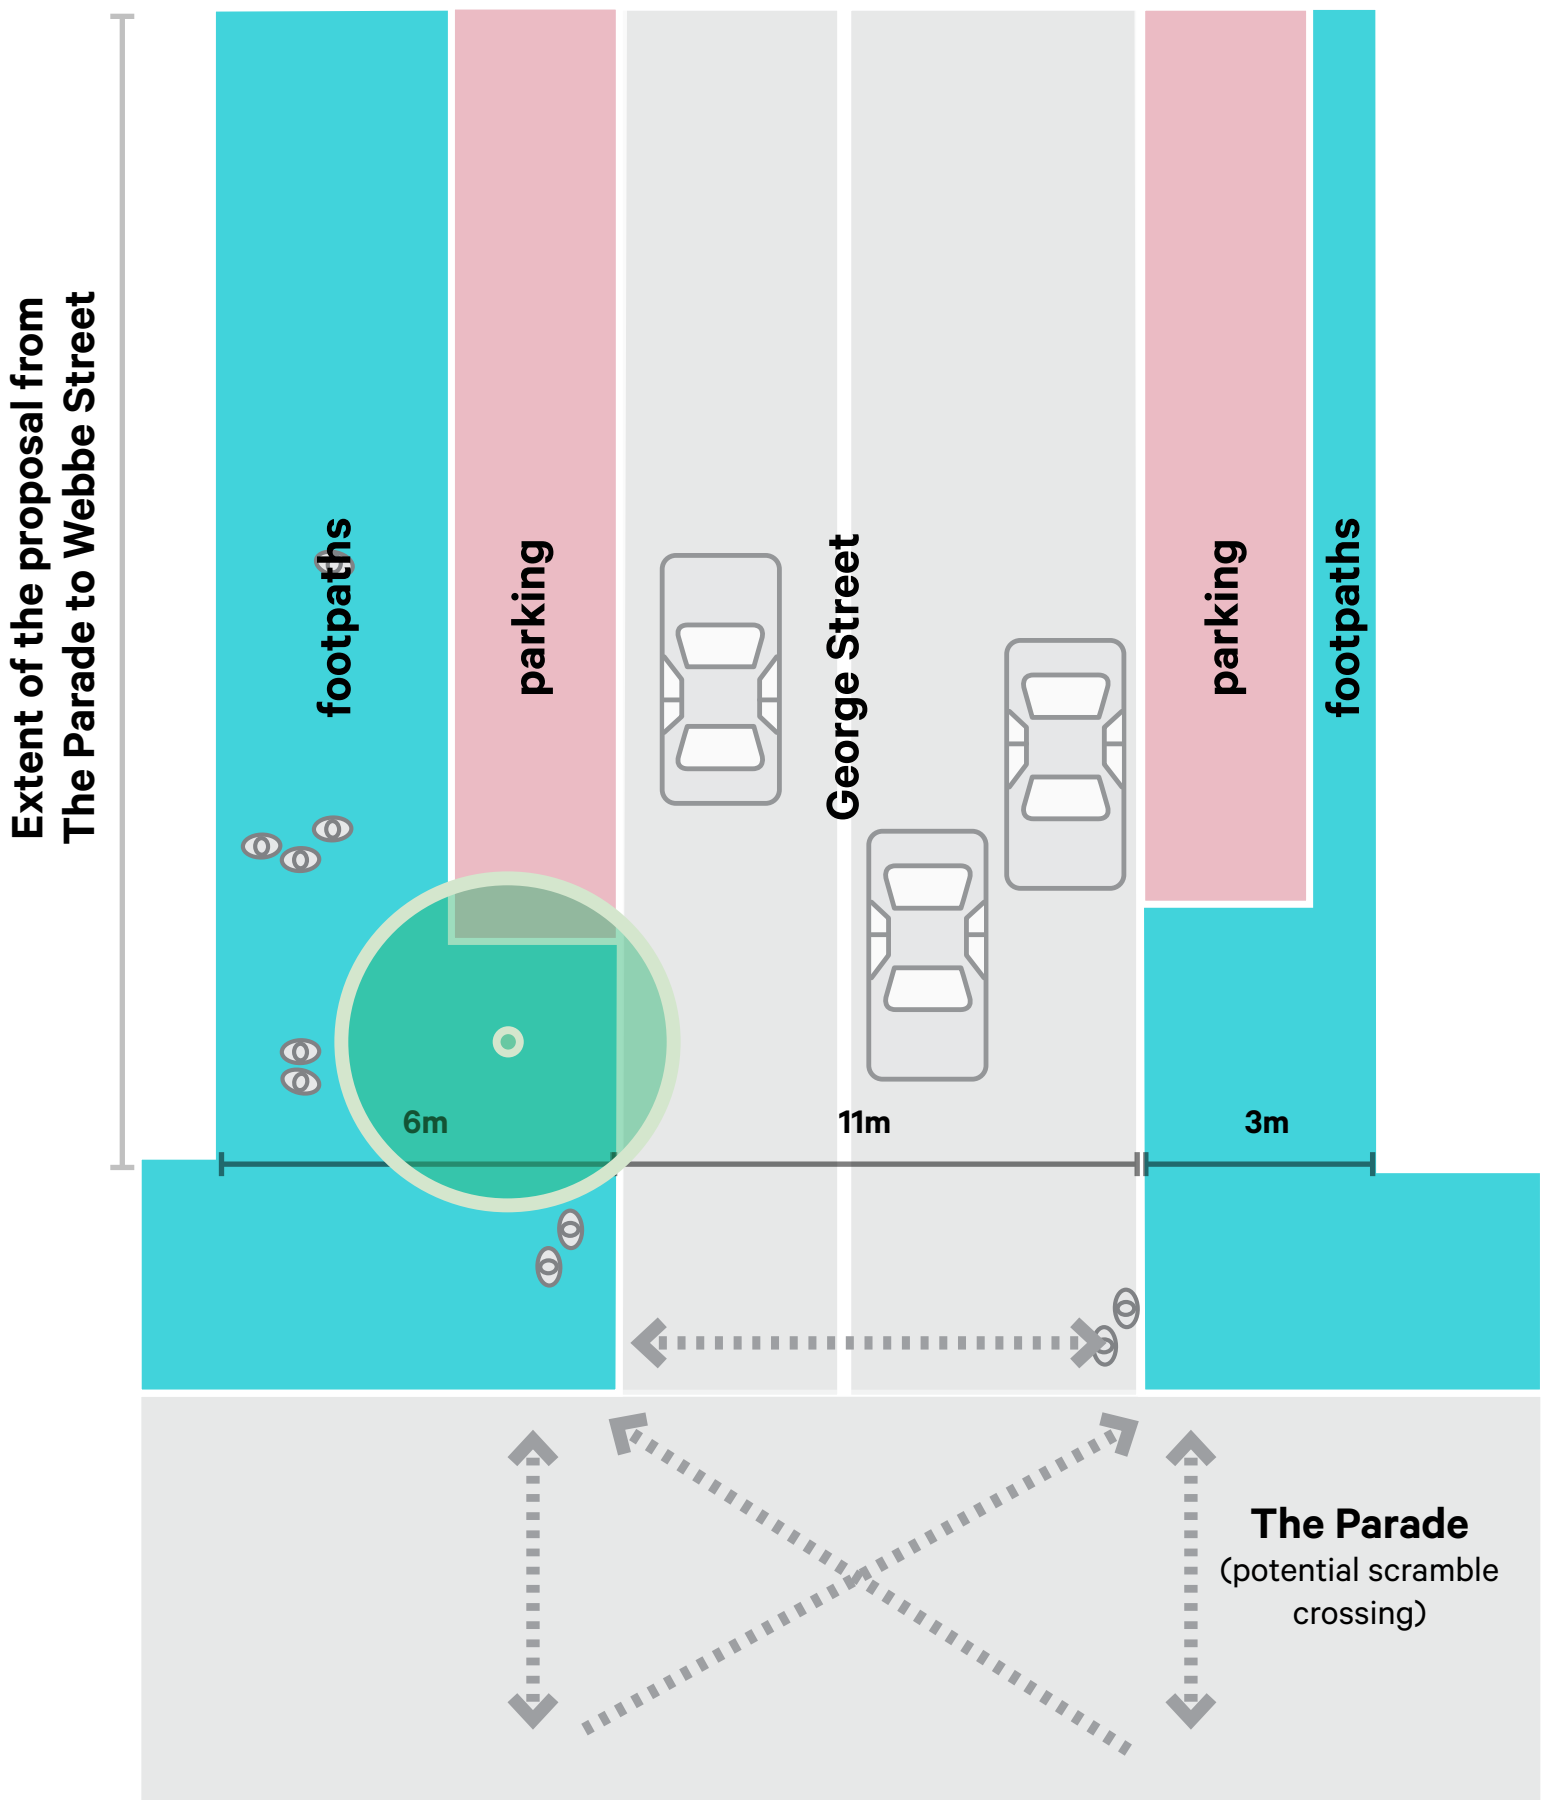 Extent of the proposal from
The Parade to Webbe Street
footpaths
parking
George Street
parking
footpaths
6m
11m
3m
The Parade
(potential scramble
crossing)